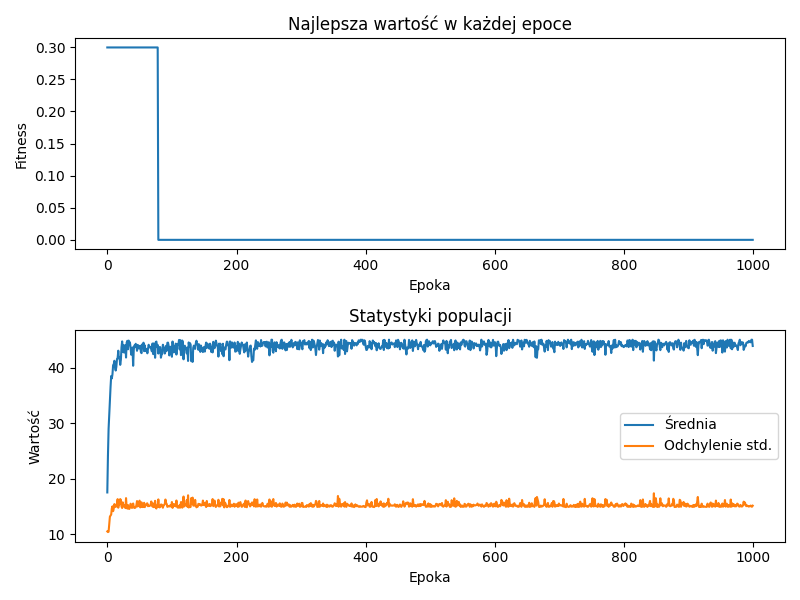 Najlepsza wartość w każdej epoce
0.30
0.25
0.20
0.15
0.10
0.05
0.00
Fitness
0 200 400 600 800 1000
Epoka
Statystyki populacji
40
30
20
10
Wartość
Średnia
Odchylenie std.
0 200 400 600 800 1000
Epoka